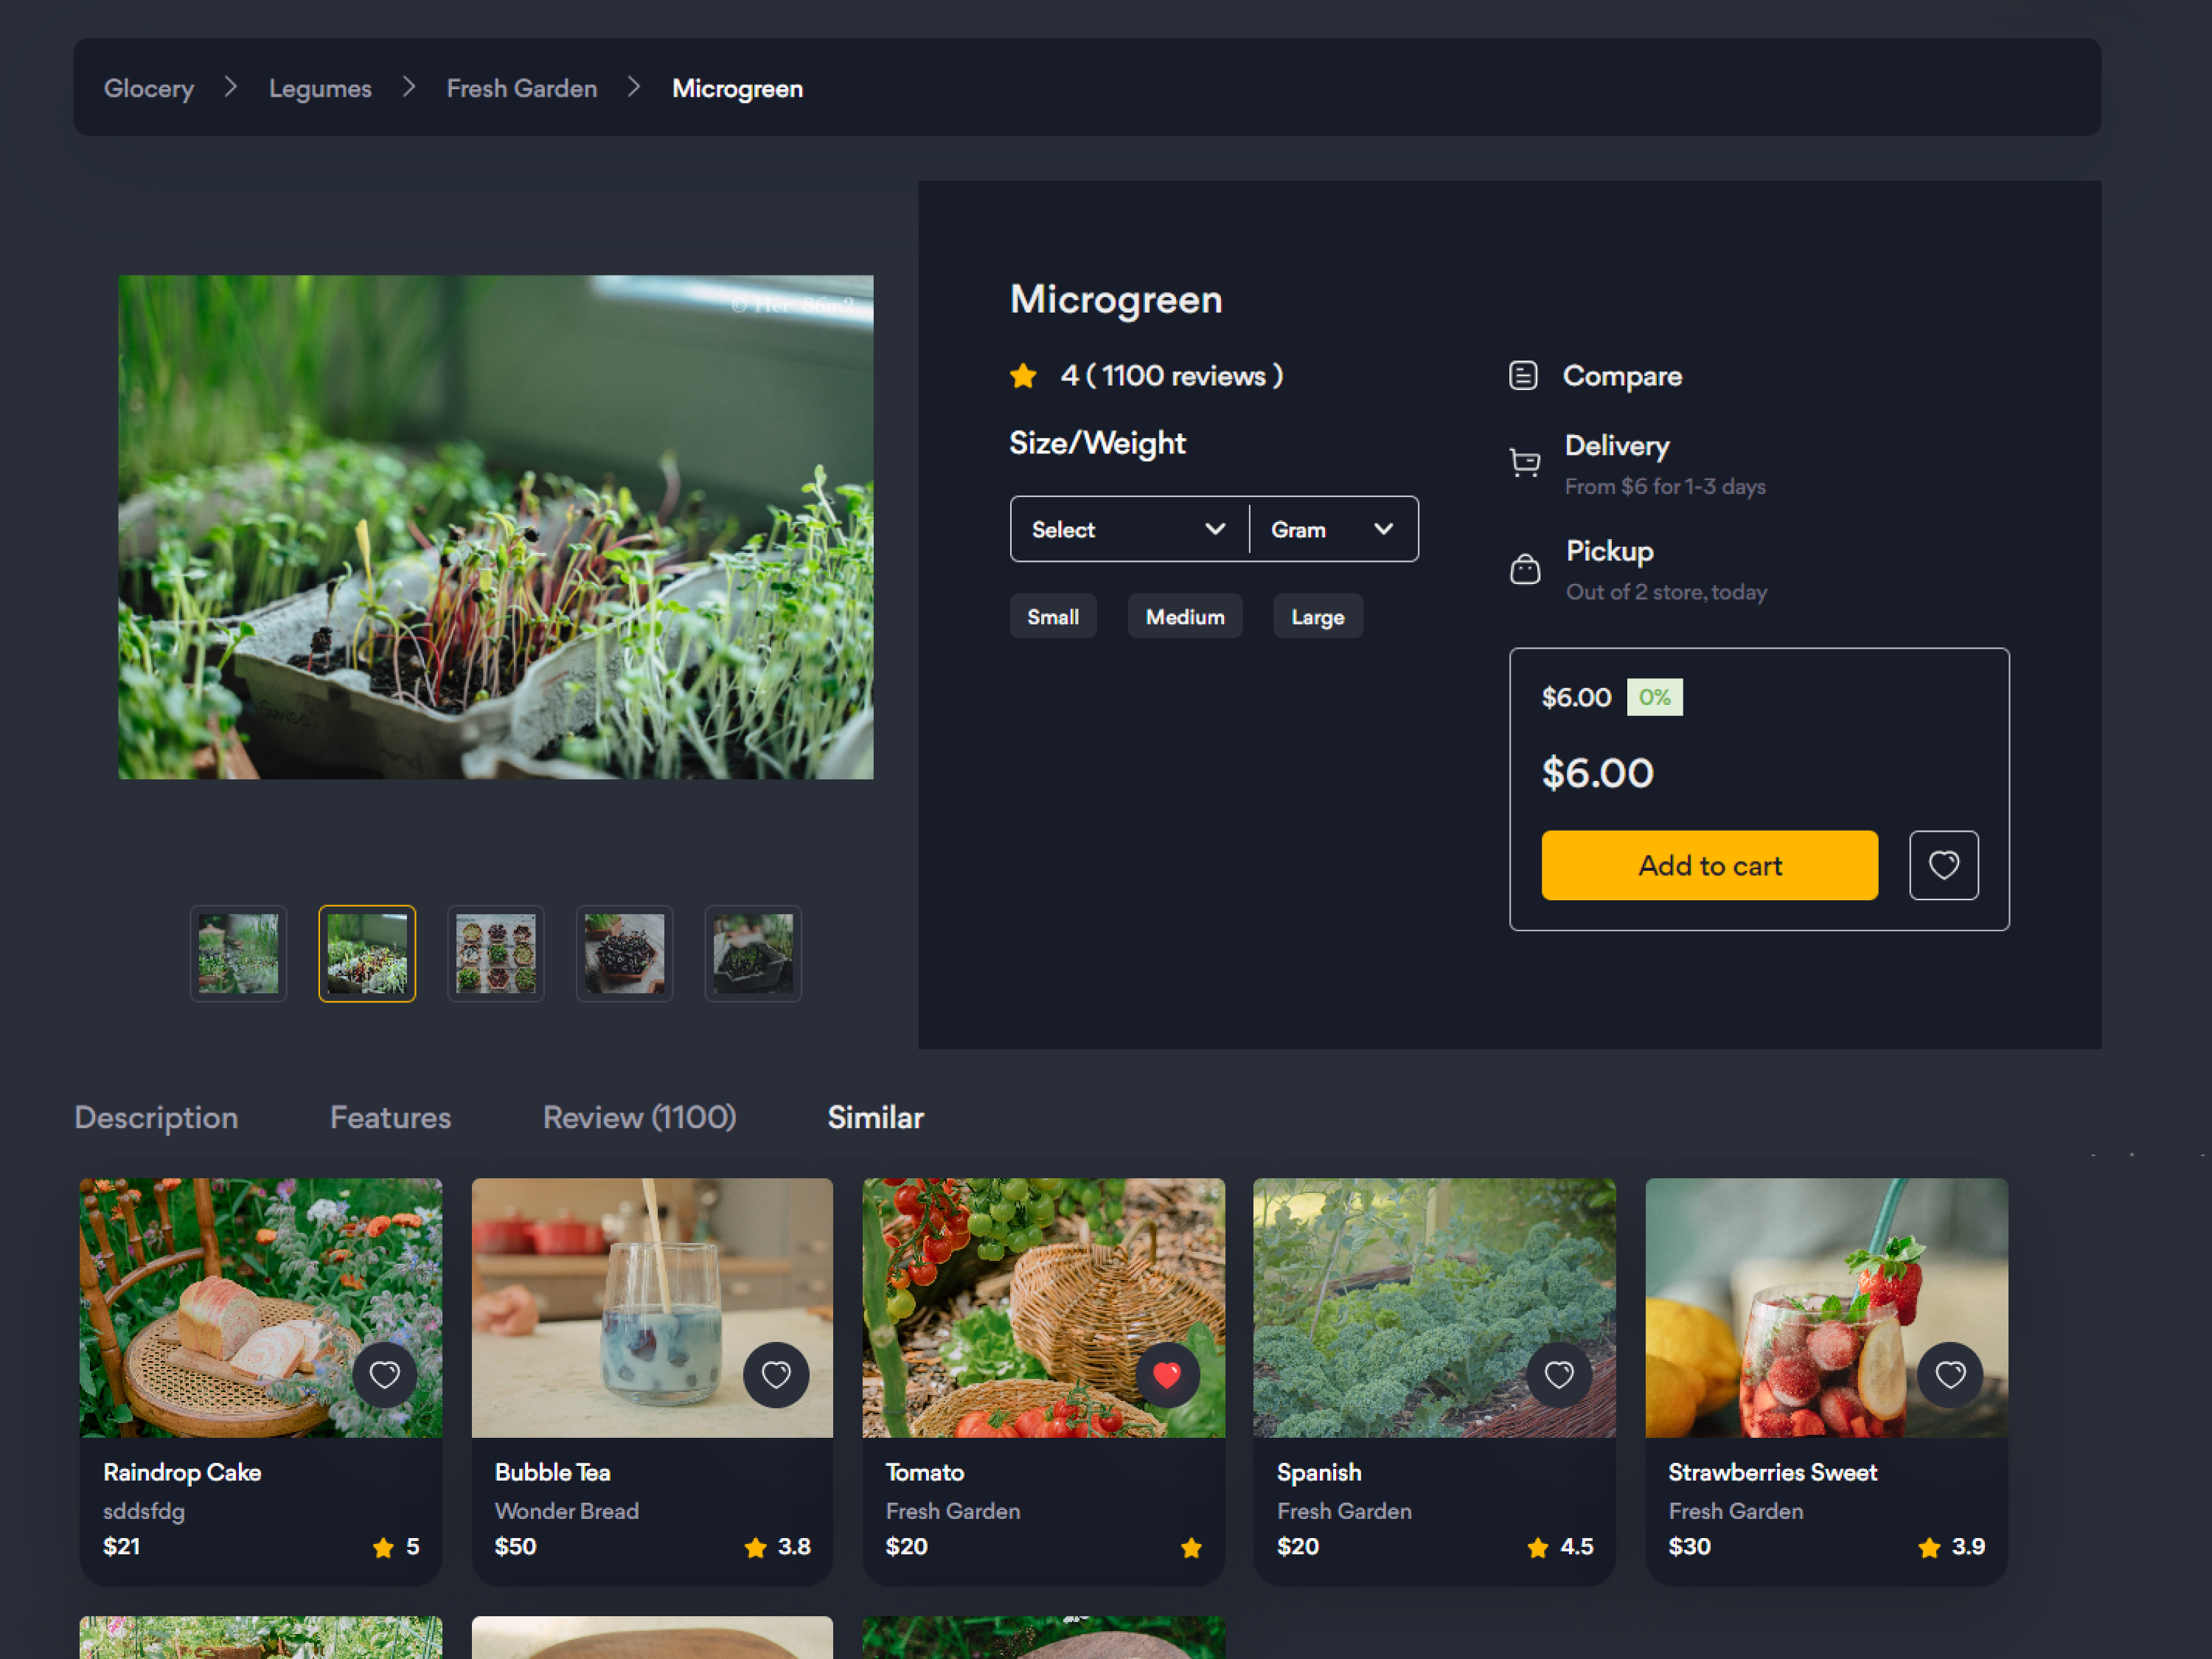 Glocery
Legumes
Fresh Garden
Microgreen
© Her 86m2
Microgreen
4 ( 1100 reviews )
Size/Weight
Select
Gram
Small
Medium
Large
Compare
Delivery
From $6 for 1-3 days
Pickup
Out of 2 store, today
$6.00 0%
$6.00
Add to cart
Description
Features
Review (1100)
Similar
Raindrop Cake
sddsfdg
$21
5
Bubble Tea
Wonder Bread
$50
3.8
Tomato
Fresh Garden
$20
Spanish
Fresh Garden
$20
4.5
Strawberries Sweet
Fresh Garden
$30
3.9